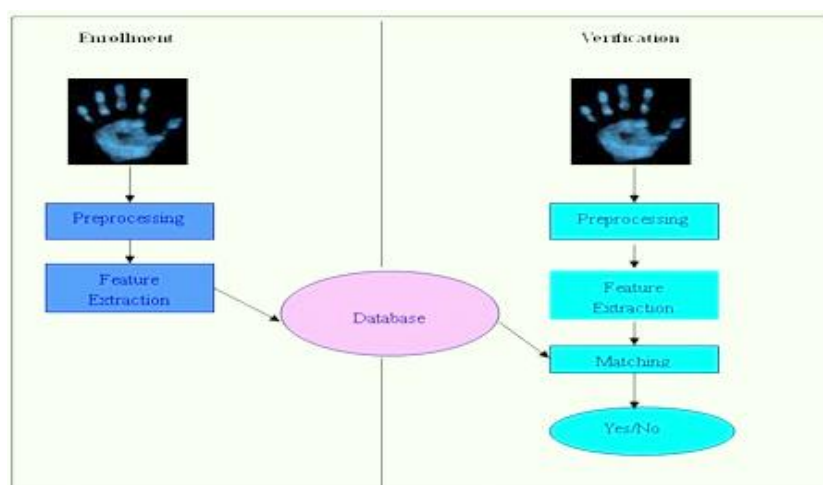 Enrollment
Preprocessing
Feature
Extraction
Database
Verification
Preprocessing
Feature
Extraction
Matching
Yes/No